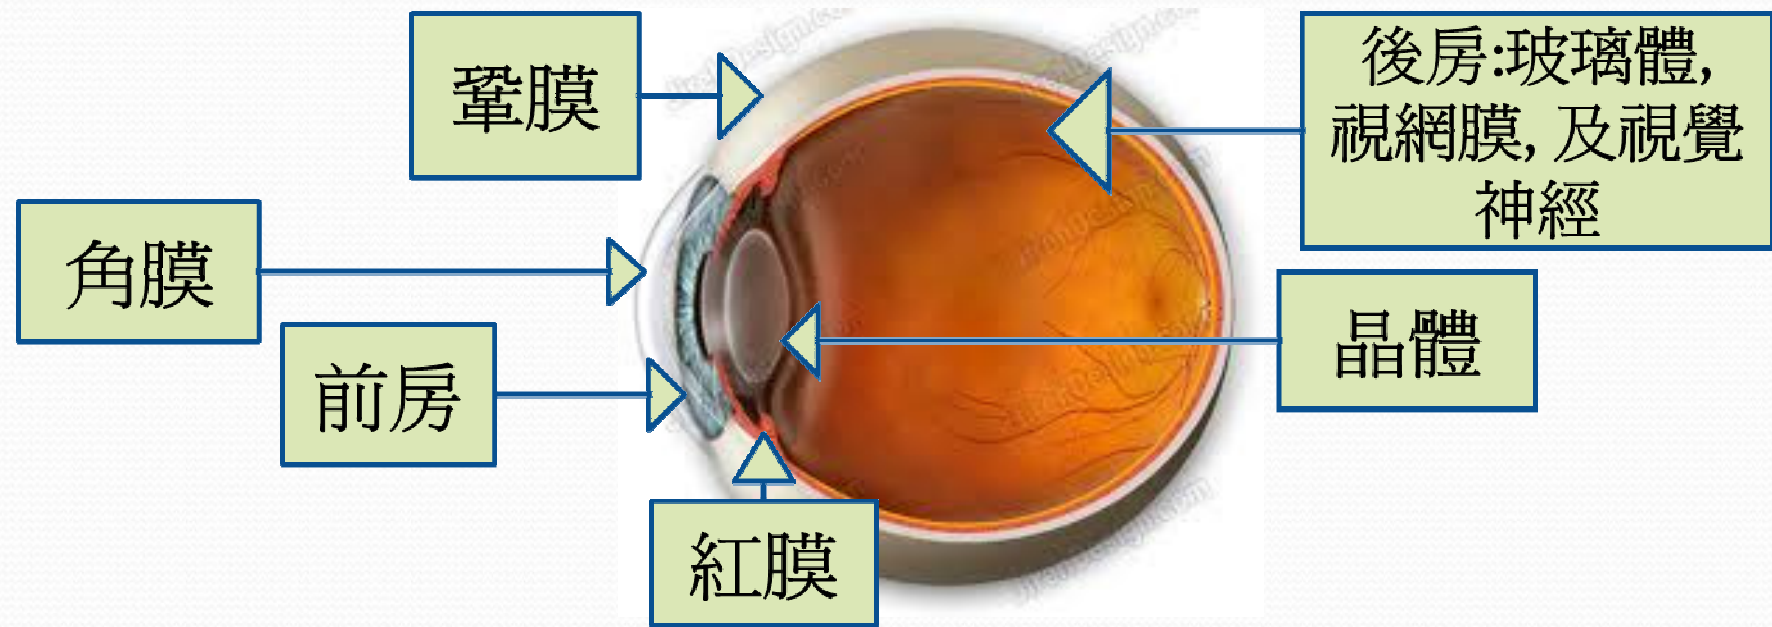 鞏膜
後房:玻璃體,
視網膜, 及視覺
神經
角膜
晶體
前房
紅膜